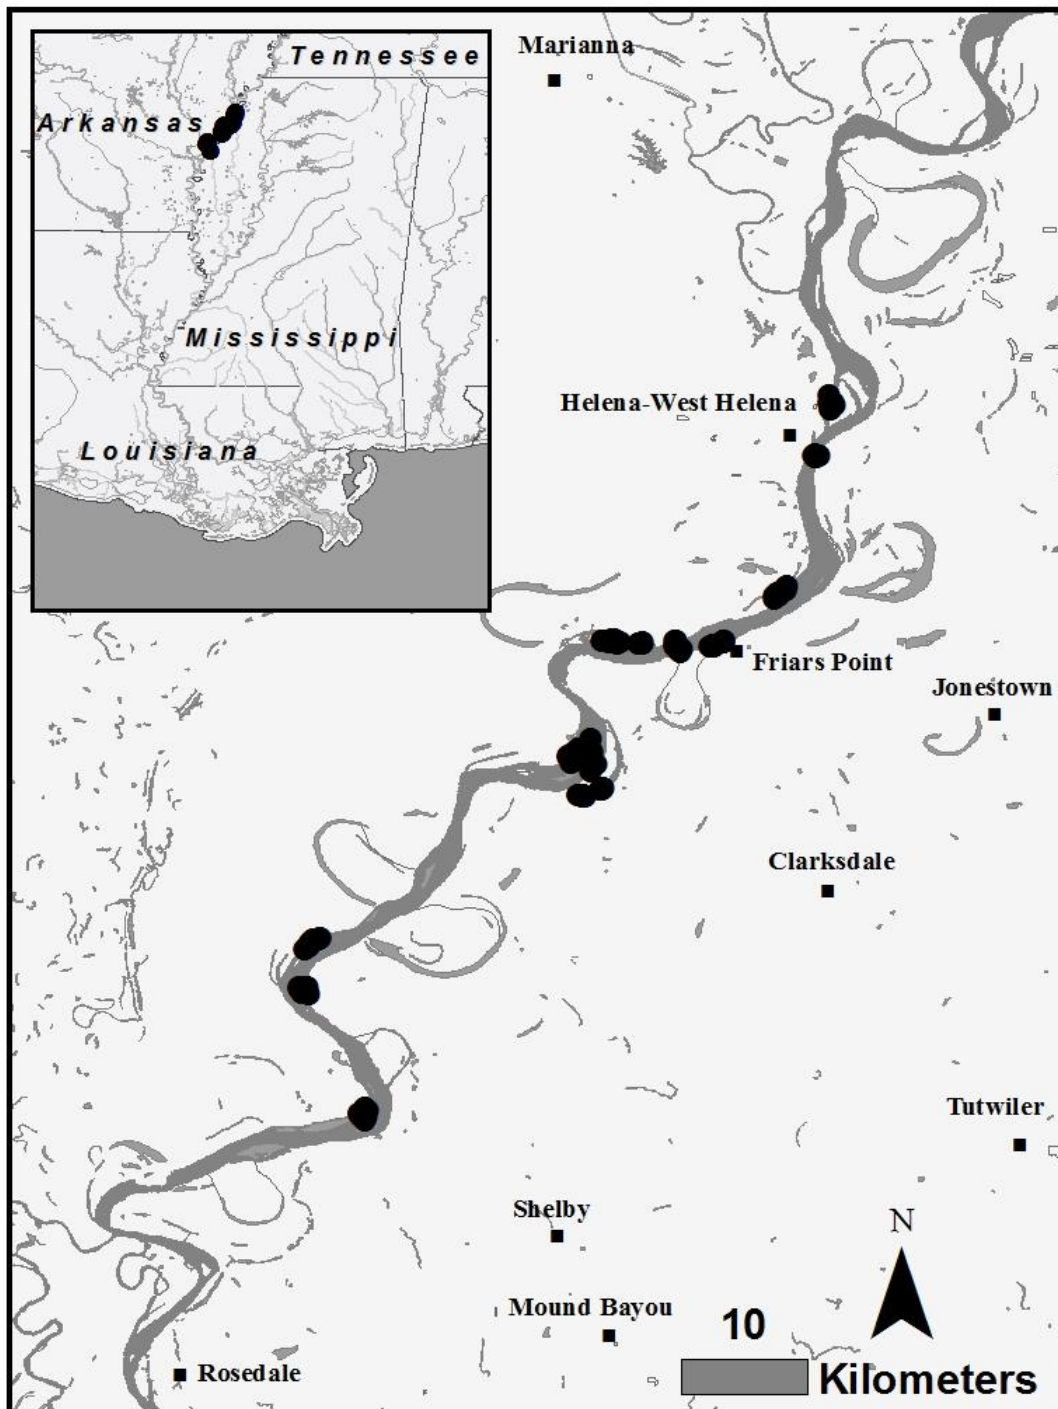 Tennessee
Marianna
Arkansas
Mississippi
Helena-West Helena
Louisiana
Friars Point
Jonestown
Clarksdale
Tutwiler
Shelby
N
Mound Bayou
10
Rosedale
Kilometers